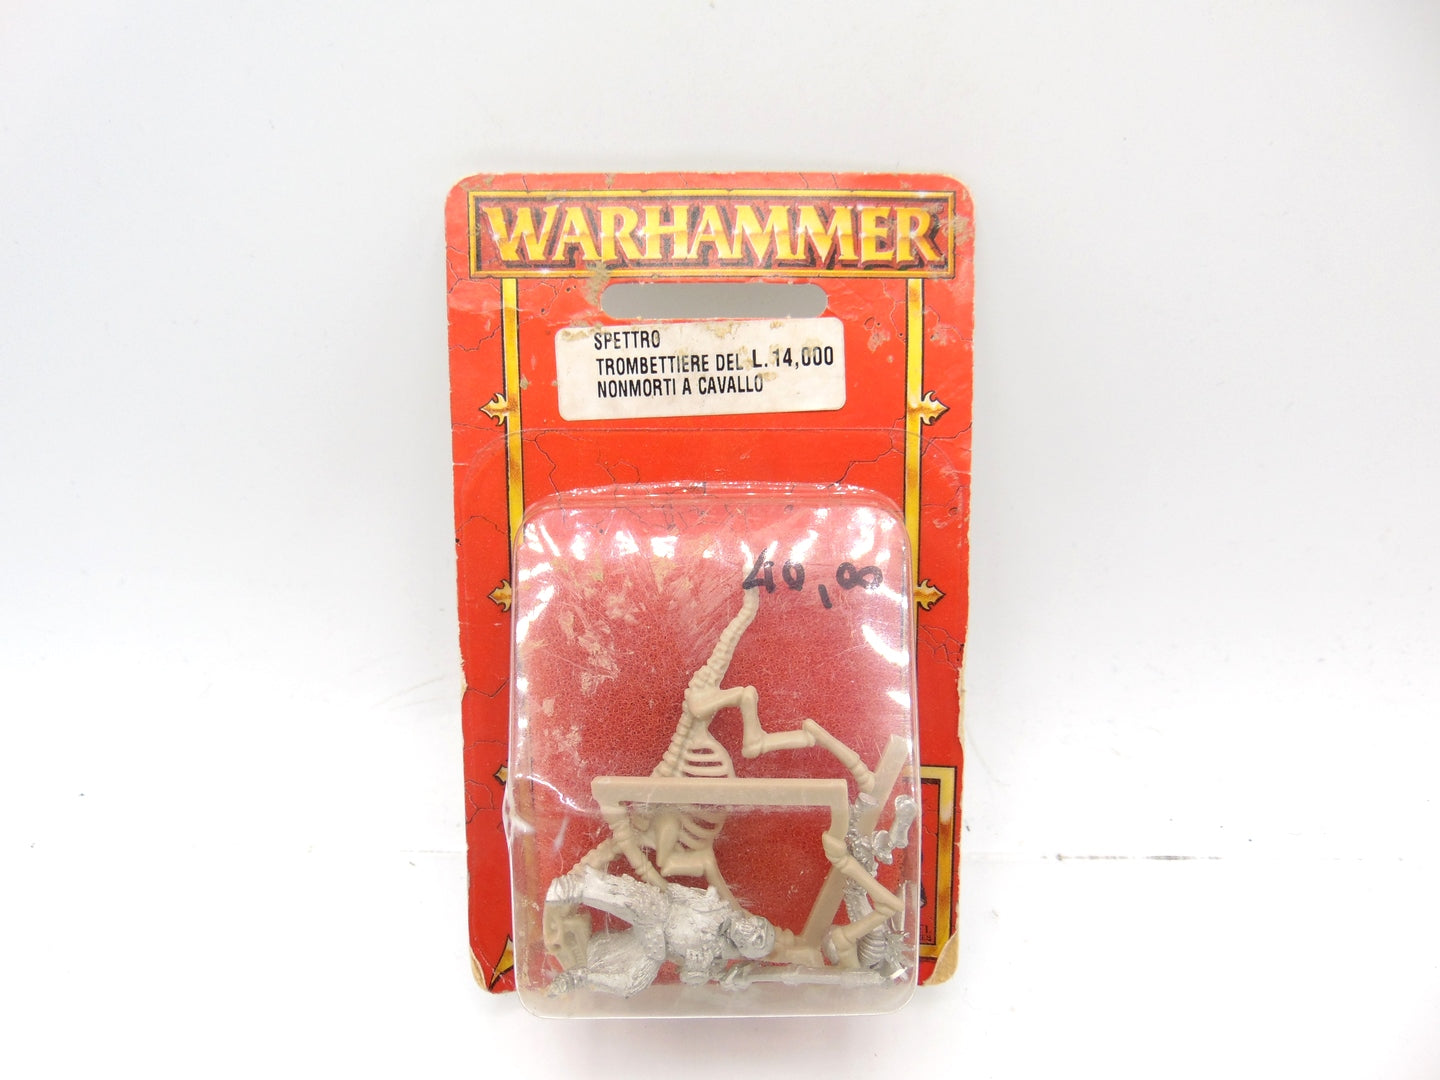 WARHAMMER
SPETTRO
TROMBETTIERE DEL L.14,000
NONMORTI A CAVALLO
40,00